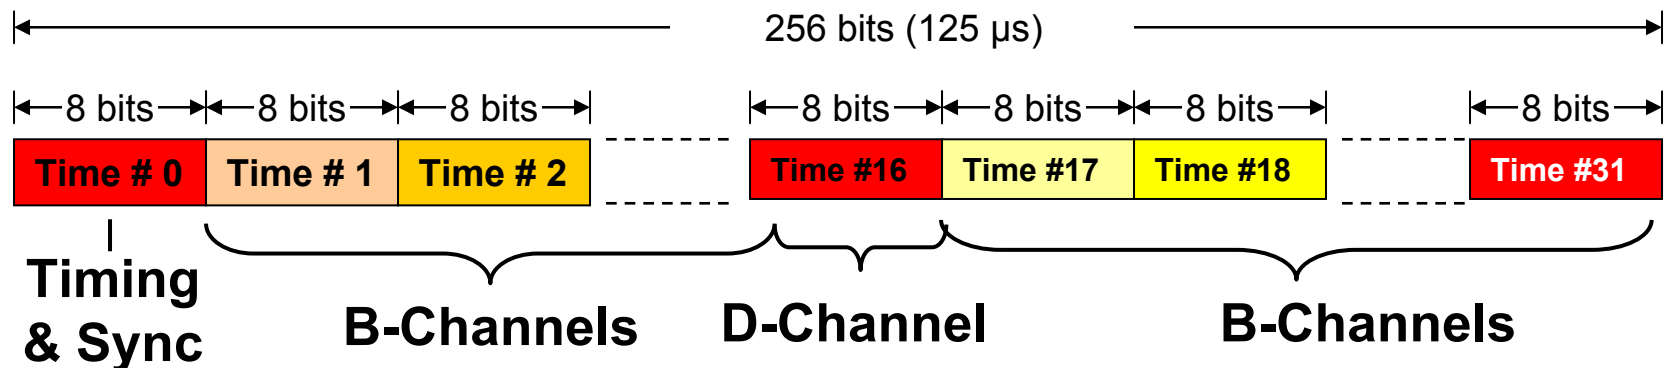 256 bits (125 µs)
8 bits 8 bits 8 bits 8 bits 8 bits 8 bits 8 bits
Time # 0 Time # 1 Time # 2 Time #16 Time #17 Time #18 Time #31
Timing
& Sync
B-Channels D-Channel B-Channels